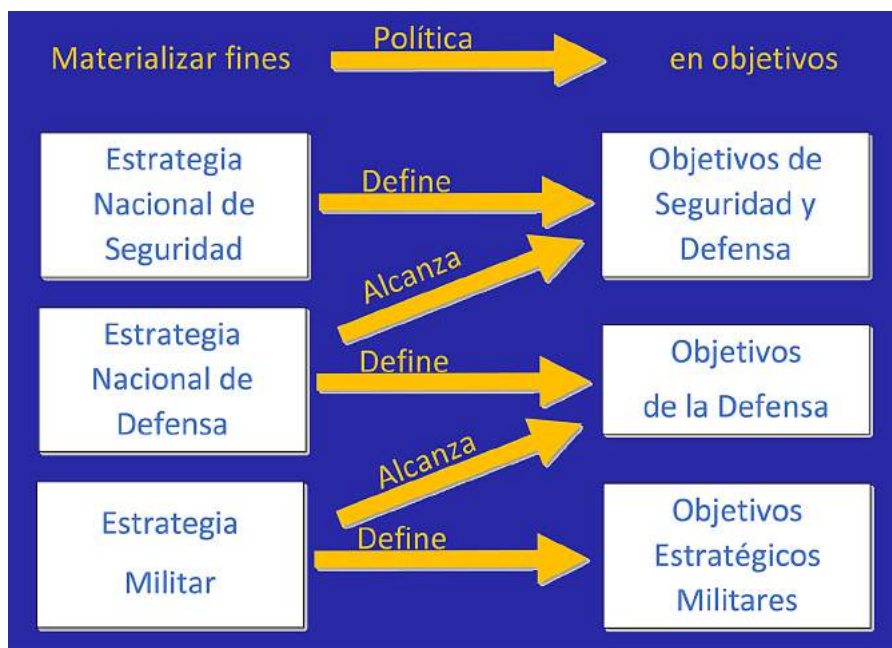 Materializar fines
Política
en objetivos
Estrategia
Nacional de
Seguridad
Define
Objetivos de
Seguridad y
Defensa
Alcanza
Estrategia
Nacional de
Defensa
Define
Objetivos
de la Defensa
Alcanza
Estrategia
Militar
Define
Objetivos
Estratégicos
Militares